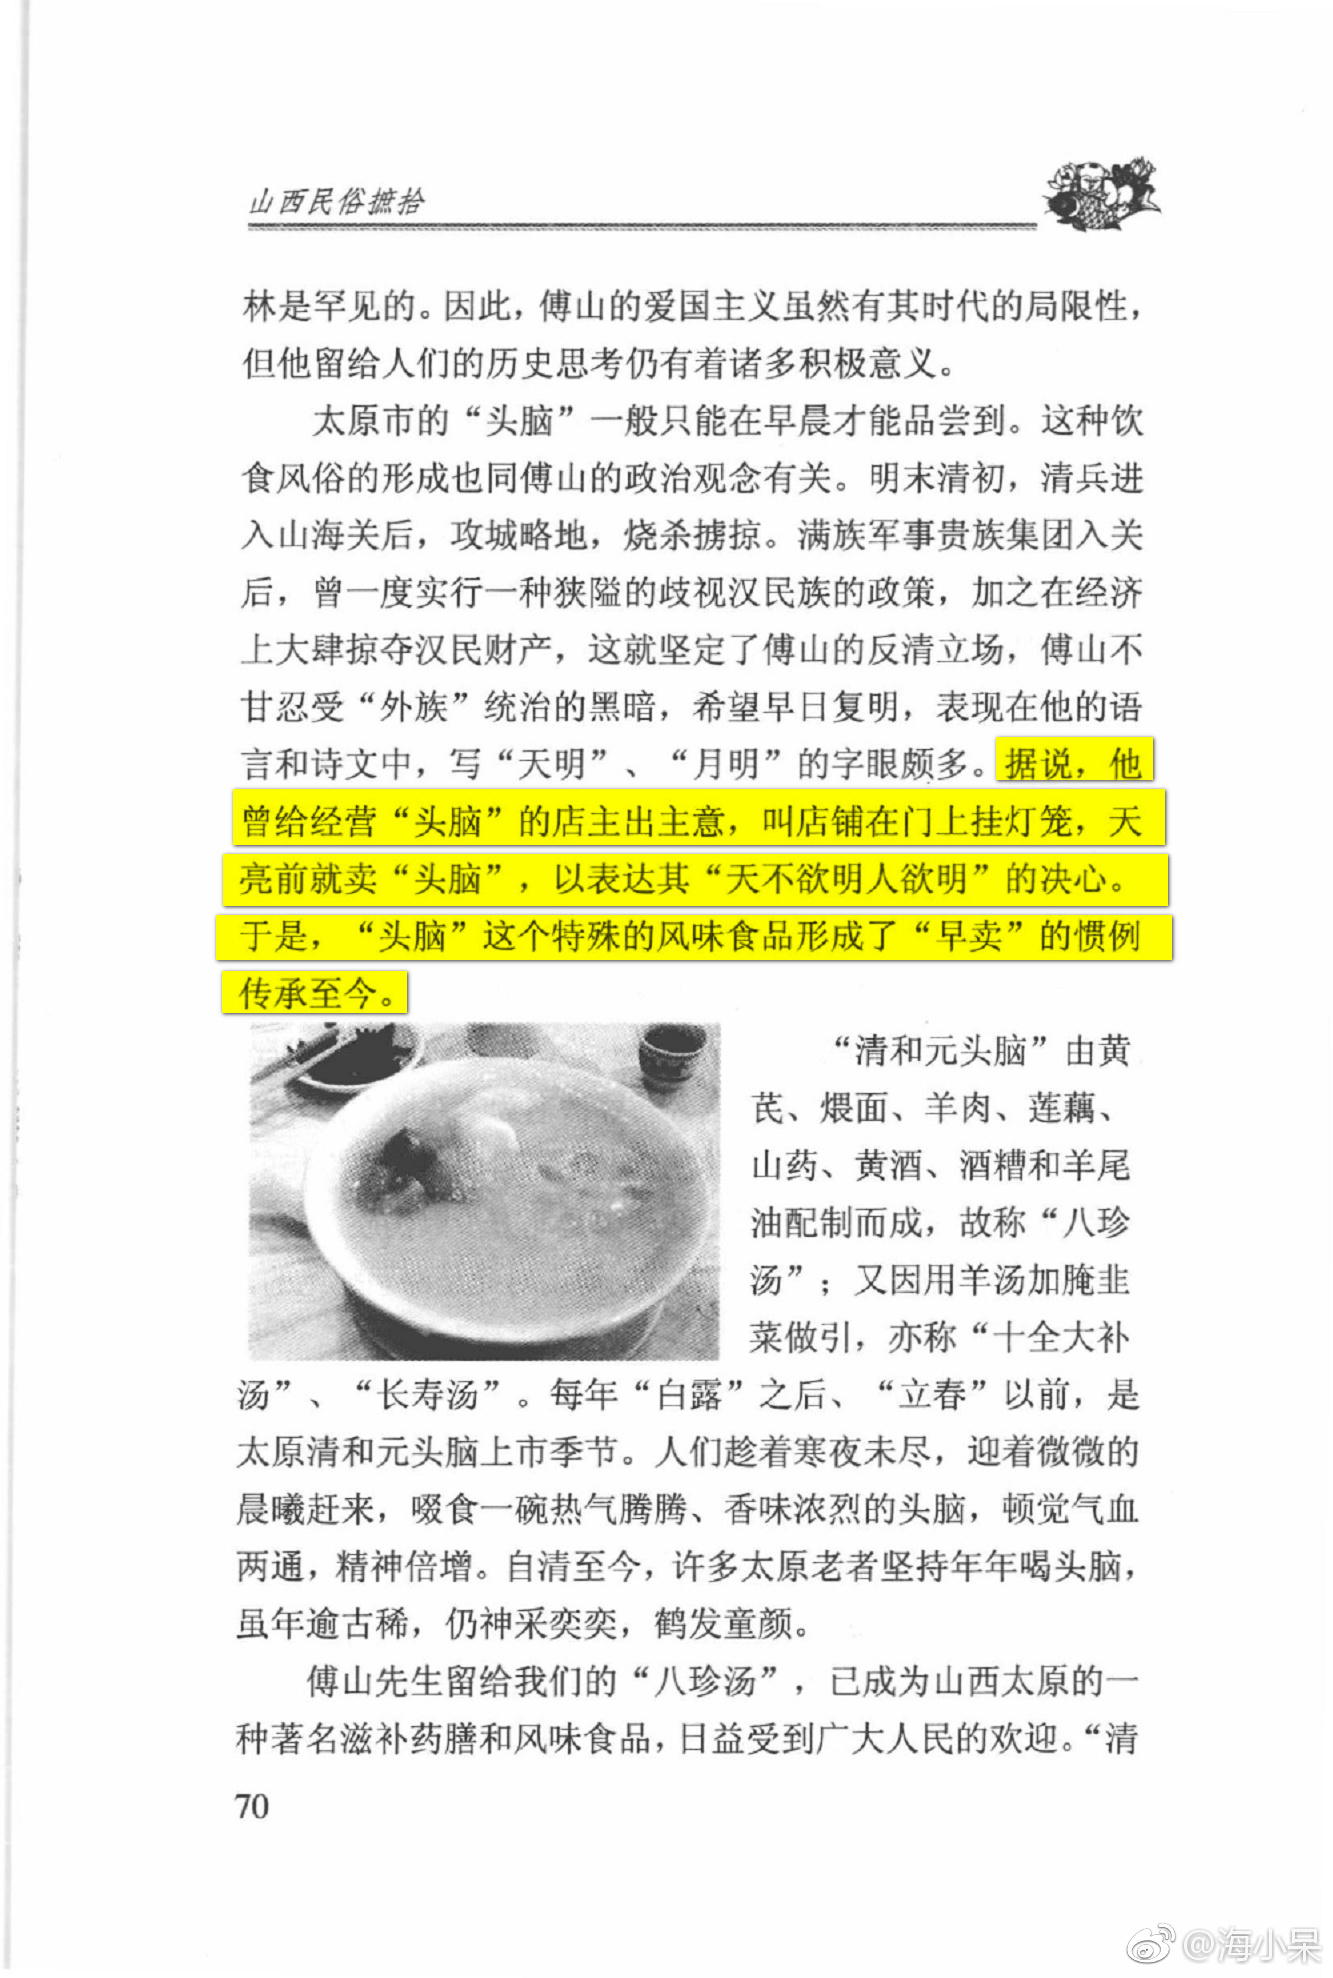 山西民俗摭拾
林是罕见的。因此，傅山的爱国主义虽然有其时代的局限性，
但他留给人们的历史思考仍有着诸多积极意义。
太原市的“头脑”一般只能在早晨才能品尝到。这种饮
食风俗的形成也同傅山的政治观念有关。明末清初，清兵进
入山海关后，攻城略地，烧杀掳掠。满族军事贵族集团入关
后，曾一度实行一种狭隘的歧视汉民族的政策，加之在经济
上大肆掠夺汉民财产，这就坚定了傅山的反清立场，傅山不
甘忍受“外族”统治的黑暗，希望早日复明，表现在他的语
言和诗文中，写“天明”、“月明”的字眼颇多。据说，他
曾给经营“头脑”的店主出主意，叫店铺在门上挂灯笼，天
亮前就卖“头脑”，以表达其“天不欲明人欲明”的决心。
于是，“头脑”这个特殊的风味食品形成了“早卖”的惯例
传承至今。
“清和元头脑”由黄
芪、煨面、羊肉、莲藕、
山药、黄酒、酒糟和羊尾
油配制而成，故称“八珍
汤”；又因用羊汤加腌韭
菜做引，亦称“十全大补
汤”、“长寿汤”。每年“白露”之后、“立春”以前，是
太原清和元头脑上市季节。人们趁着寒夜未尽，迎着微微的
晨曦赶来，啜食一碗热气腾腾、香味浓烈的头脑，顿觉气血
两通，精神倍增。自清至今，许多太原老者坚持年年喝头脑，
虽年逾古稀，仍神采奕奕，鹤发童颜。
傅山先生留给我们的“八珍汤”，已成为山西太原的一
种著名滋补药膳和风味食品，日益受到广大人民的欢迎。“清
70
@海小呆